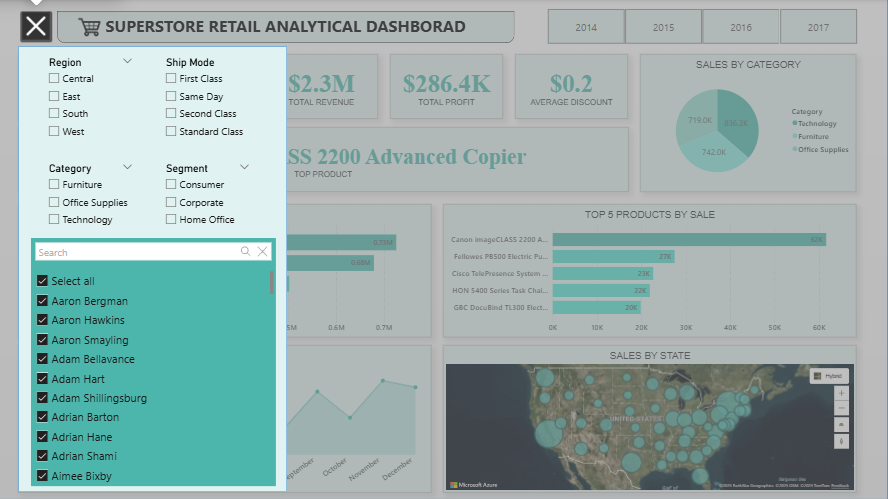 SUPERSTORE RETAIL ANALYTICAL DASHBORAD
2014
2015
2016
2017
Region
Central
East
South
West
Ship Mode
First Class
Same Day
Second Class
Standard Class
Category
Furniture
Office Supplies
Technology
Segment
Consumer
Corporate
Home Office
Search
Select all
Aaron Bergman
Aaron Hawkins
Aaron Smayling
Adam Bellavance
Adam Hart
Adam Shillingsburg
Adrian Barton
Adrian Hane
Adrian Shami
Aimee Bixby
$2.3M
TOTAL REVENUE
$286.4K
TOTAL PROFIT
$0.2
AVERAGE DISCOUNT
ASS 2200 Advanced Copier
TOP PRODUCT
SALES BY CATEGORY
719.0K
836.2K
742.0K
Category
Technology
Furniture
Office Supplies
0.73M
0.68M
5M
0.6M
0.7M
TOP 5 PRODUCTS BY SALE
Canon imageCLASS 2200 A...
62K
Fellowes PB500 Electric Pu...
27K
Cisco TelePresence System ...
23K
HON 5400 Series Task Chai...
22K
GBC DocuBind TL300 Elect...
20K
0K
10K
20K
30K
40K
50K
60K
eptember
October
November
December
SALES BY STATE
Hybrid
UNITED STATES
Gulf of
Microsoft Azure